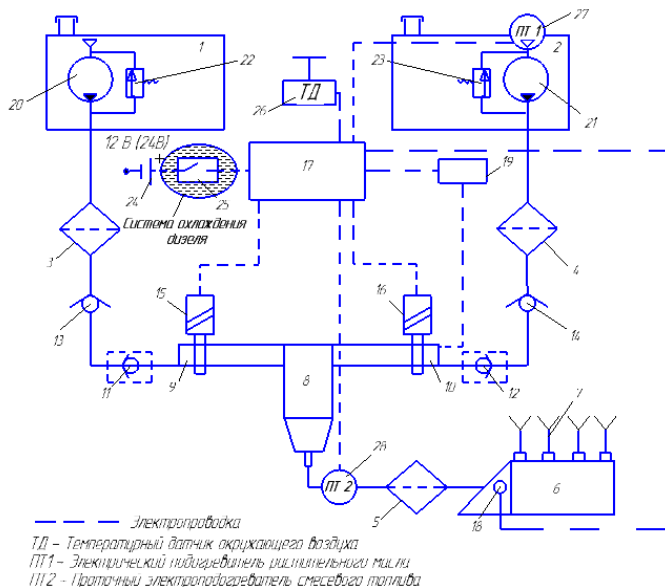 27
ПТ 1
1
2
20
22
23
21
ТД
26
12 В (24В)
+
17
19
24
25
Система охлаждения
дизеля
3
4
15
16
13
14
11
9
8
10
12
7
28
ПТ 2
5
18
6
Электропроводка
ТД – Температурный датчик окружающего воздуха
ПТ1 – Электрический подогреватель растительного масла
ПТ2 – Проточный электроподогреватель смесевого топлива